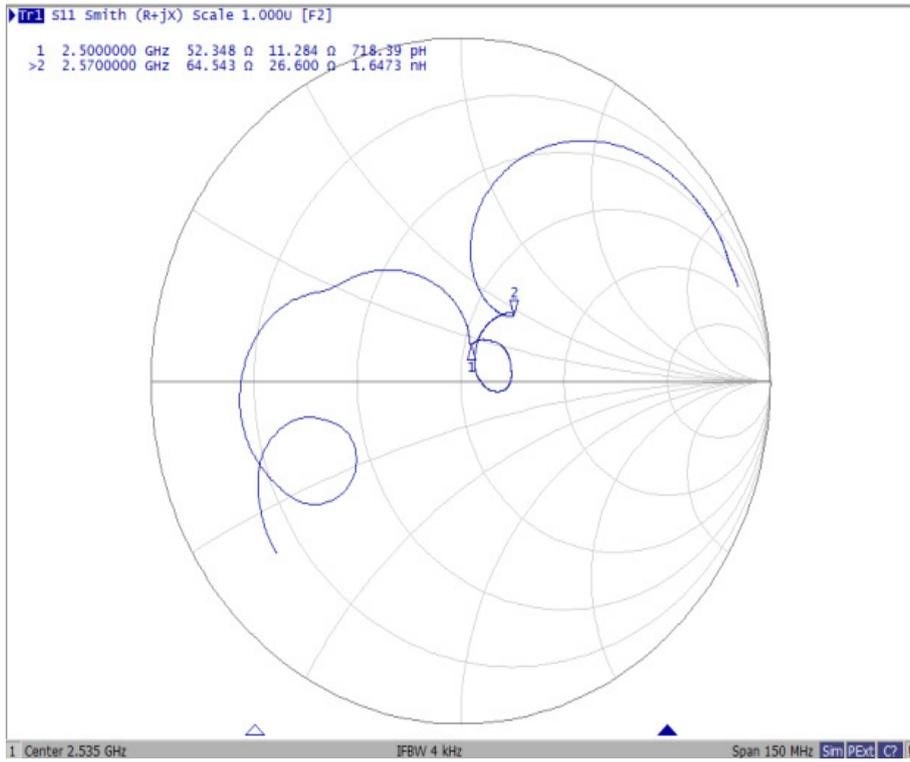 Tr1 S11 Smith (R+jX) Scale 1.000U [F2]
1 2.5000000 GHz 52.348 Ω 11.284 Ω 718.39 pH
>2 2.5700000 GHz 64.543 Ω 26.600 Ω 1.6473 nH
2
1
1 Center 2.535 GHz IFBW 4 kHz Span 150 MHz Sim PExt C?